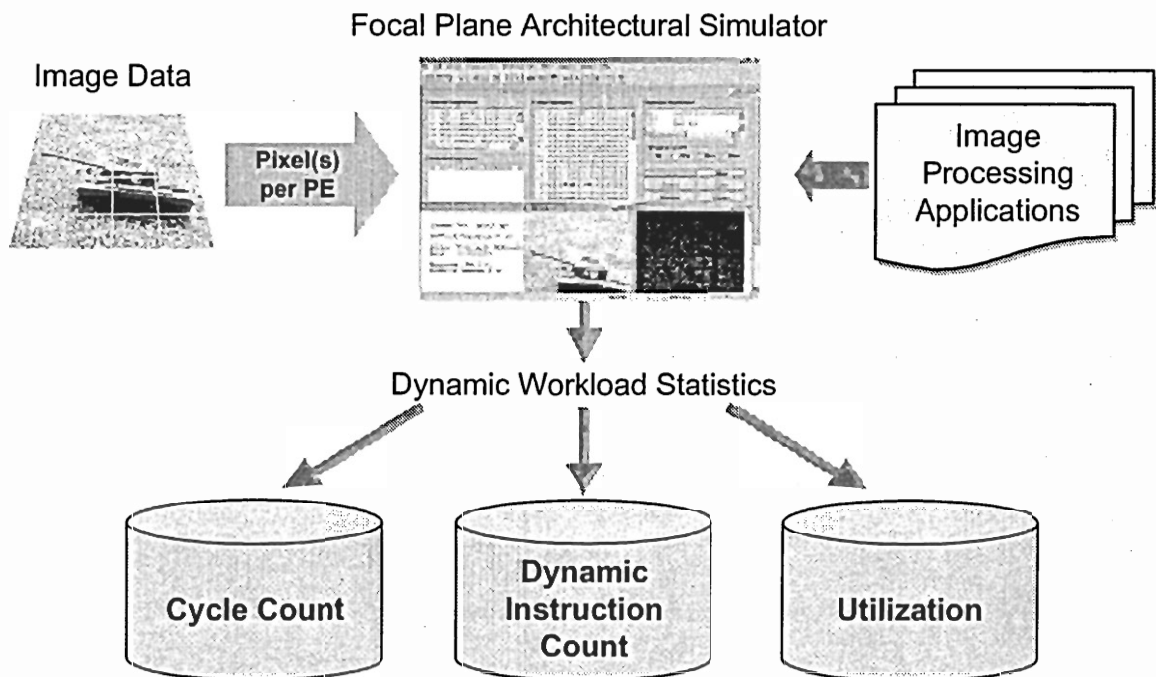 Focal Plane Architectural Simulator
Image Data
Pixel(s)
per PE
Image
Processing
Applications
Dynamic Workload Statistics
Cycle Count
Dynamic
Instruction
Count
Utilization